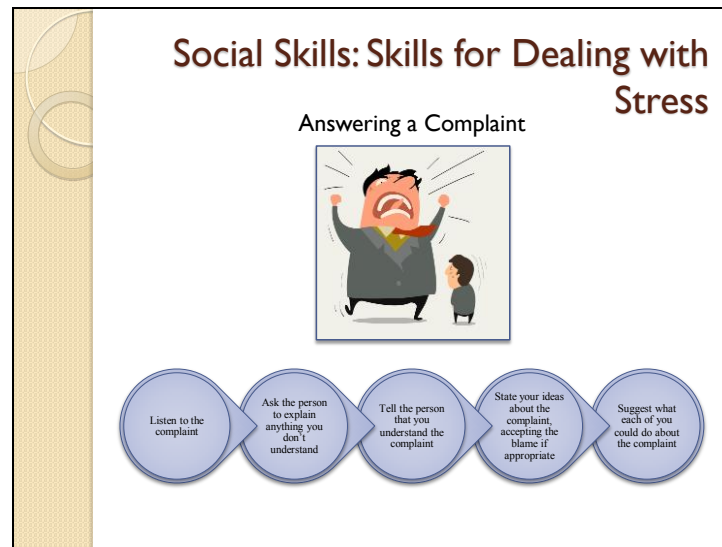 Social Skills: Skills for Dealing with
Stress
Answering a Complaint
Listen to the
complaint
Ask the person
to explain
anything you
don't
understand
Tell the person
that you
understand the
complaint
State your ideas
about the
complaint,
accepting the
blame if
appropriate
Suggest what
each of you
could do about
the complaint